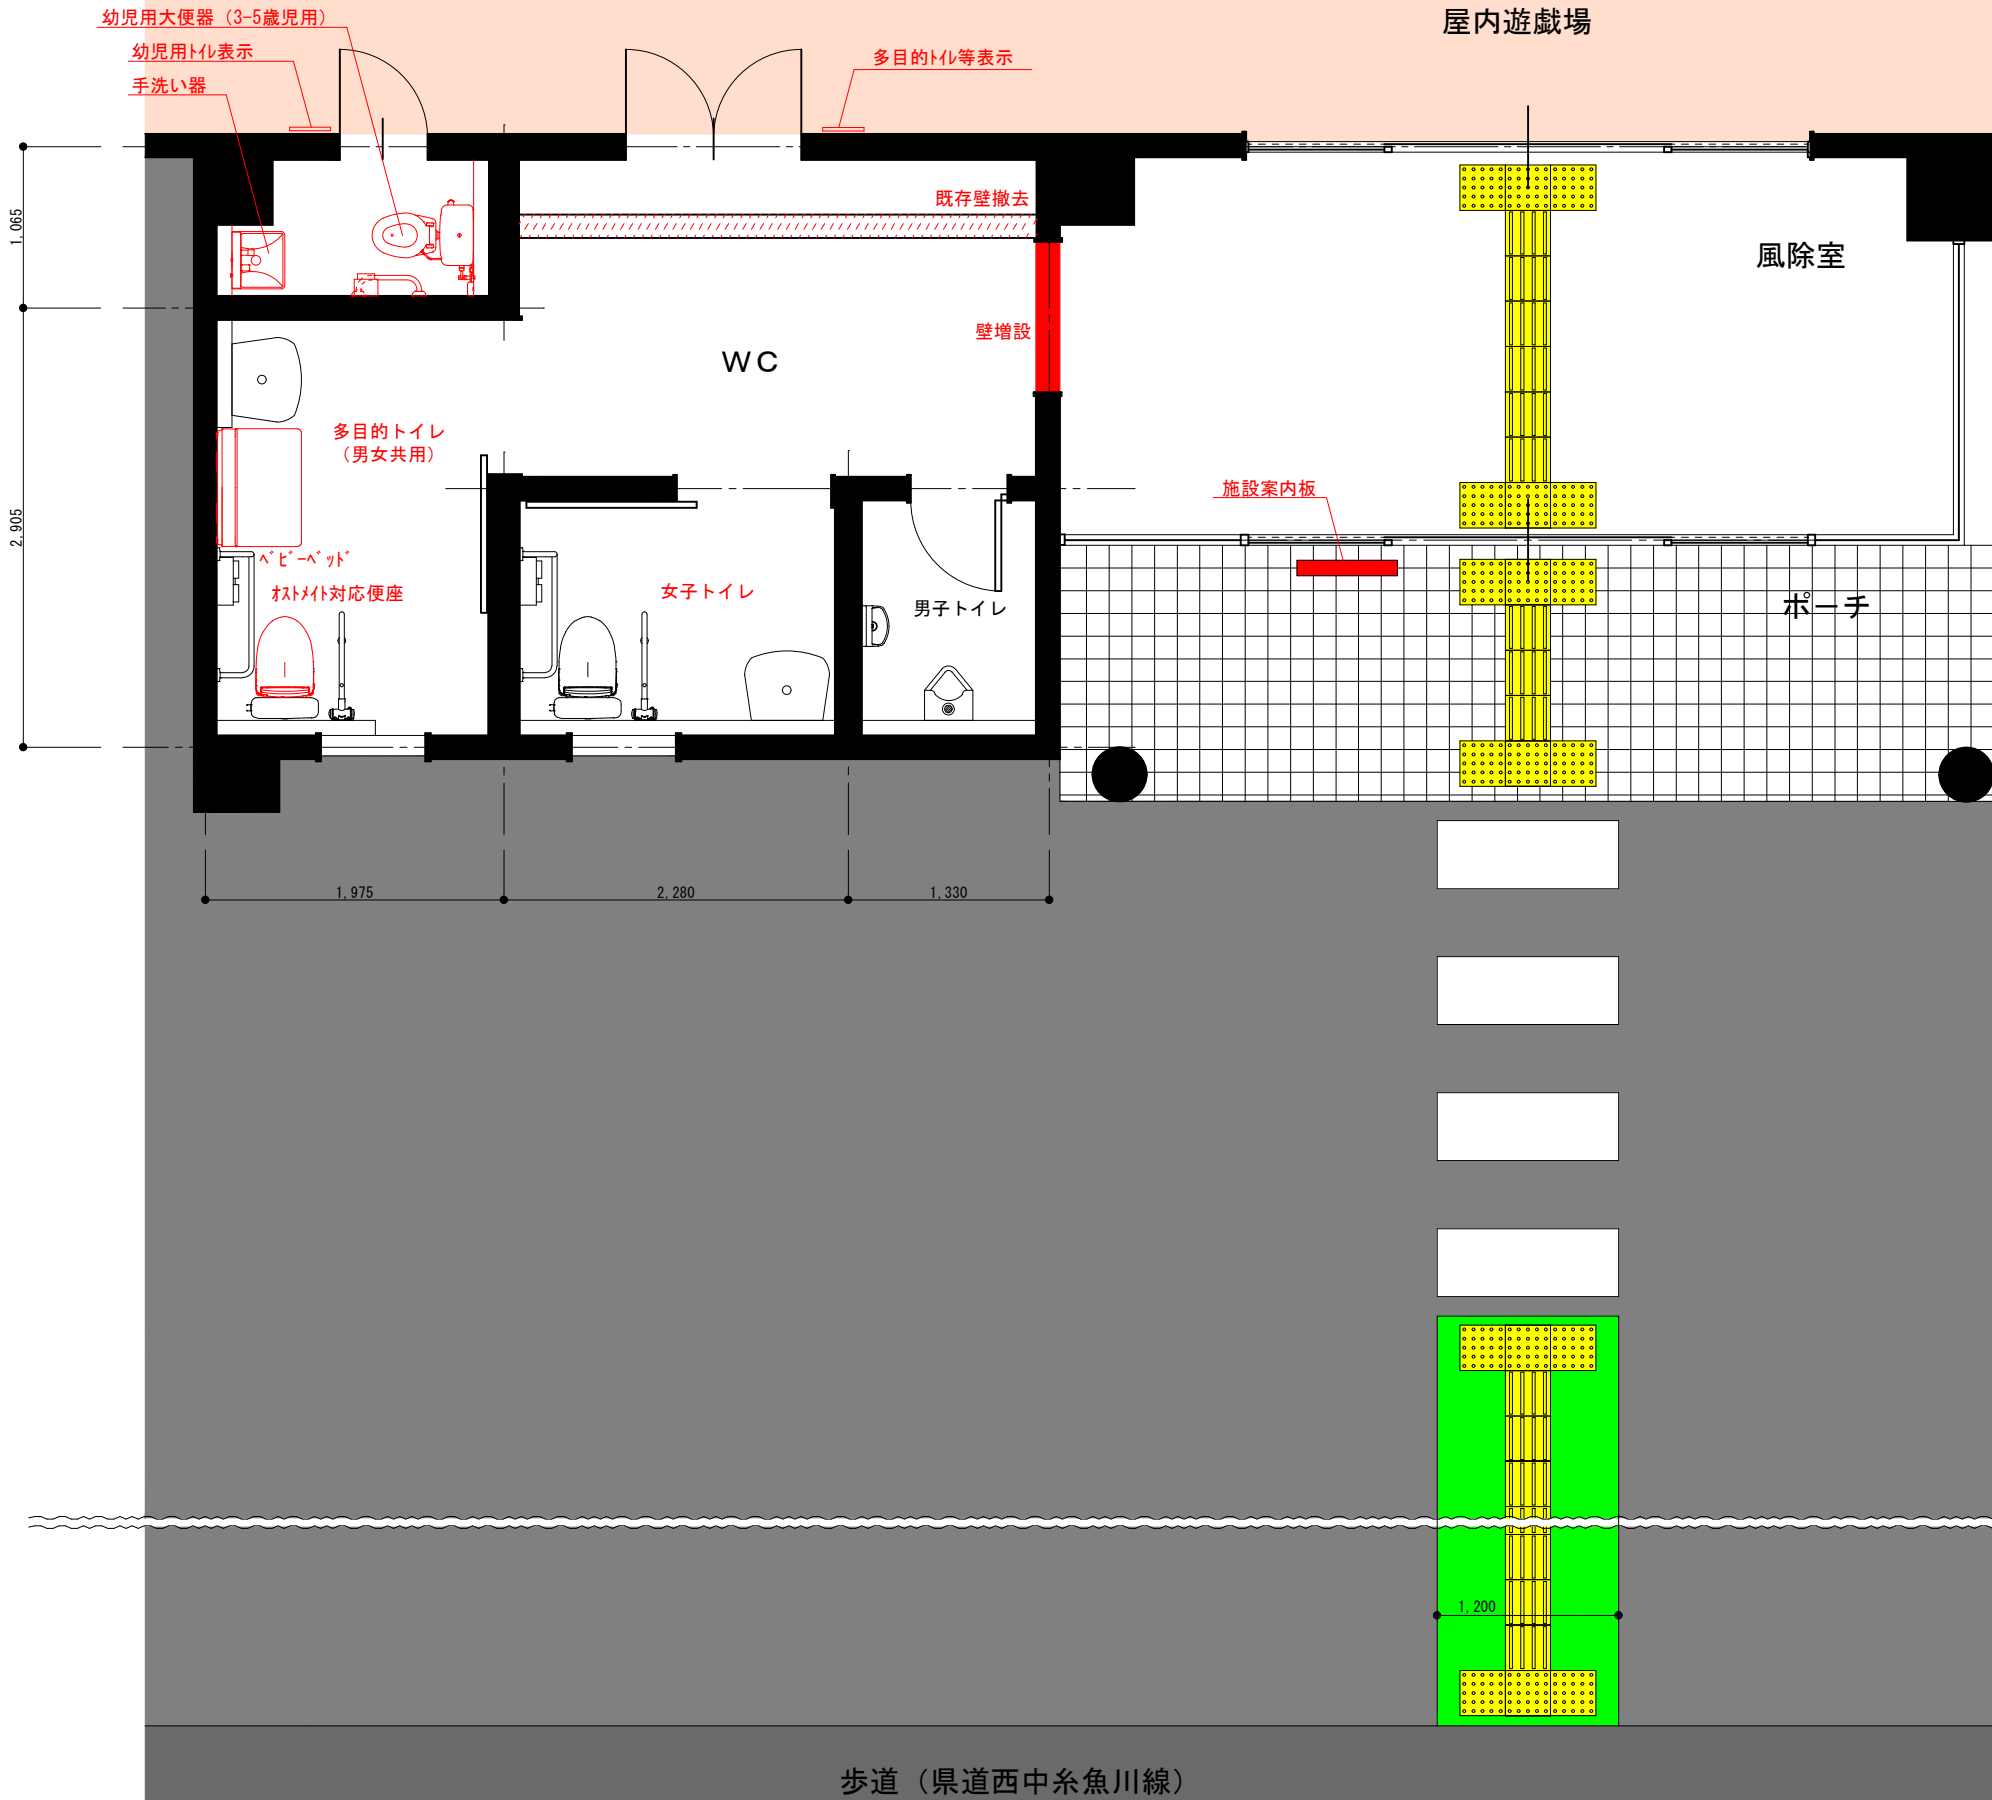 屋内遊戯場
幼児用大便器（3-5歳児用）
幼児用ﾄｲﾚ表示
手洗い器
多目的ﾄｲﾚ等表示
既存壁撤去
風除室
壁増設
WC
多目的トイレ
（男女共用）
施設案内板
ﾍﾞﾋﾞｰﾍﾞｯﾄﾞ
ｵｽﾄﾒｲﾄ対応便座
女子トイレ
男子トイレ
ポーチ
1,065
2,905
1,975
2,280
1,330
1,200
歩道（県道西中糸魚川線）